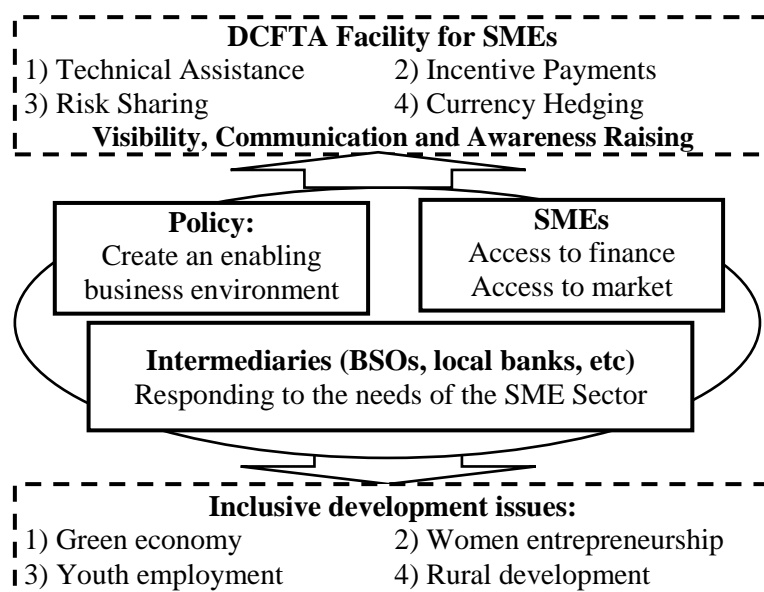 DCFTA Facility for SMEs
1) Technical Assistance 2) Incentive Payments
3) Risk Sharing 4) Currency Hedging
Visibility, Communication and Awareness Raising
Policy:
Create an enabling
business environment
SMEs
Access to finance
Access to market
Intermediaries (BSOs, local banks, etc)
Responding to the needs of the SME Sector
Inclusive development issues:
1) Green economy 2) Women entrepreneurship
3) Youth employment 4) Rural development